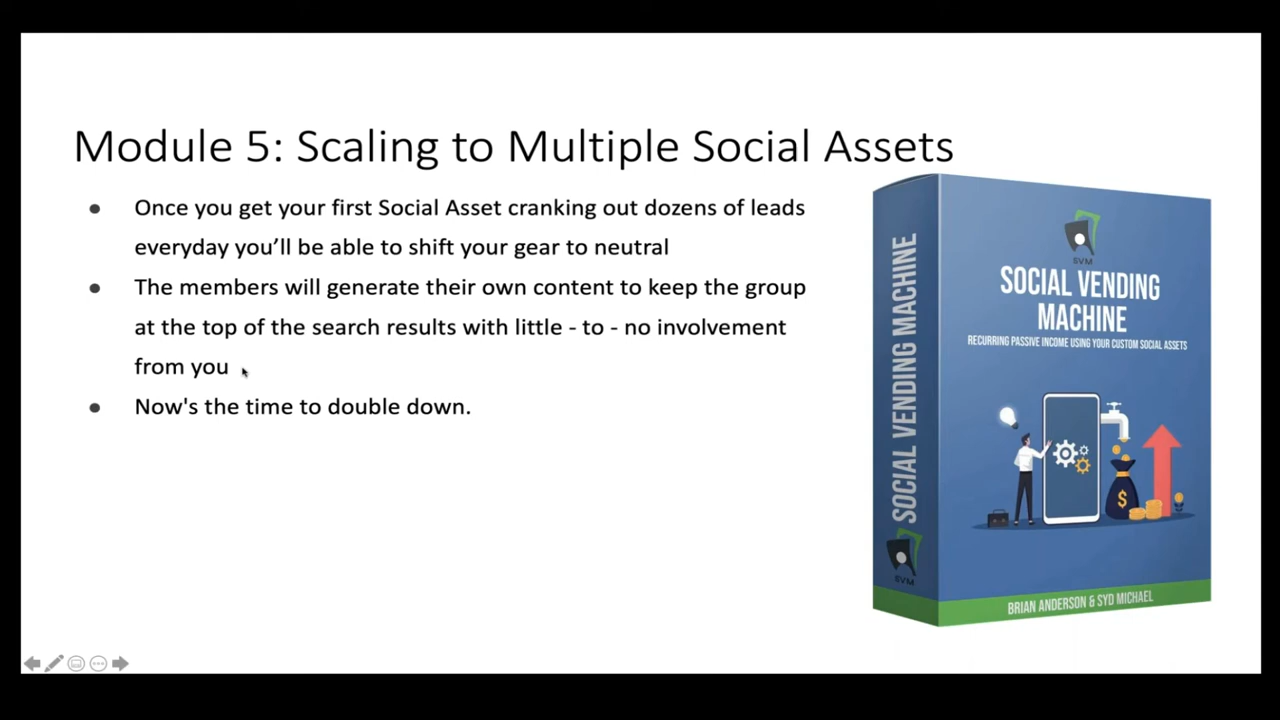 Module 5: Scaling to Multiple Social Assets
Once you get your first Social Asset cranking out dozens of leads
everyday you’ll be able to shift your gear to neutral
The members will generate their own content to keep the group
at the top of the search results with little - to - no involvement
from you
Now's the time to double down.
SOCIAL VENDING MACHINE
SVM
SVM
SOCIAL VENDING
MACHINE
RECURRING PASSIVE INCOME USING YOUR CUSTOM SOCIAL ASSETS
$
BRIAN ANDERSON & SYD MICHAEL